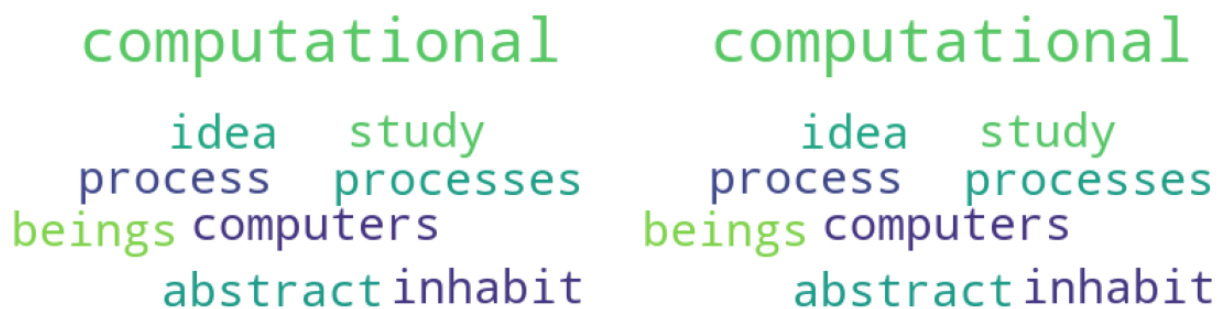 computational computational
idea study idea study
process processes process processes
beings computers beings computers
abstract inhabit abstract inhabit